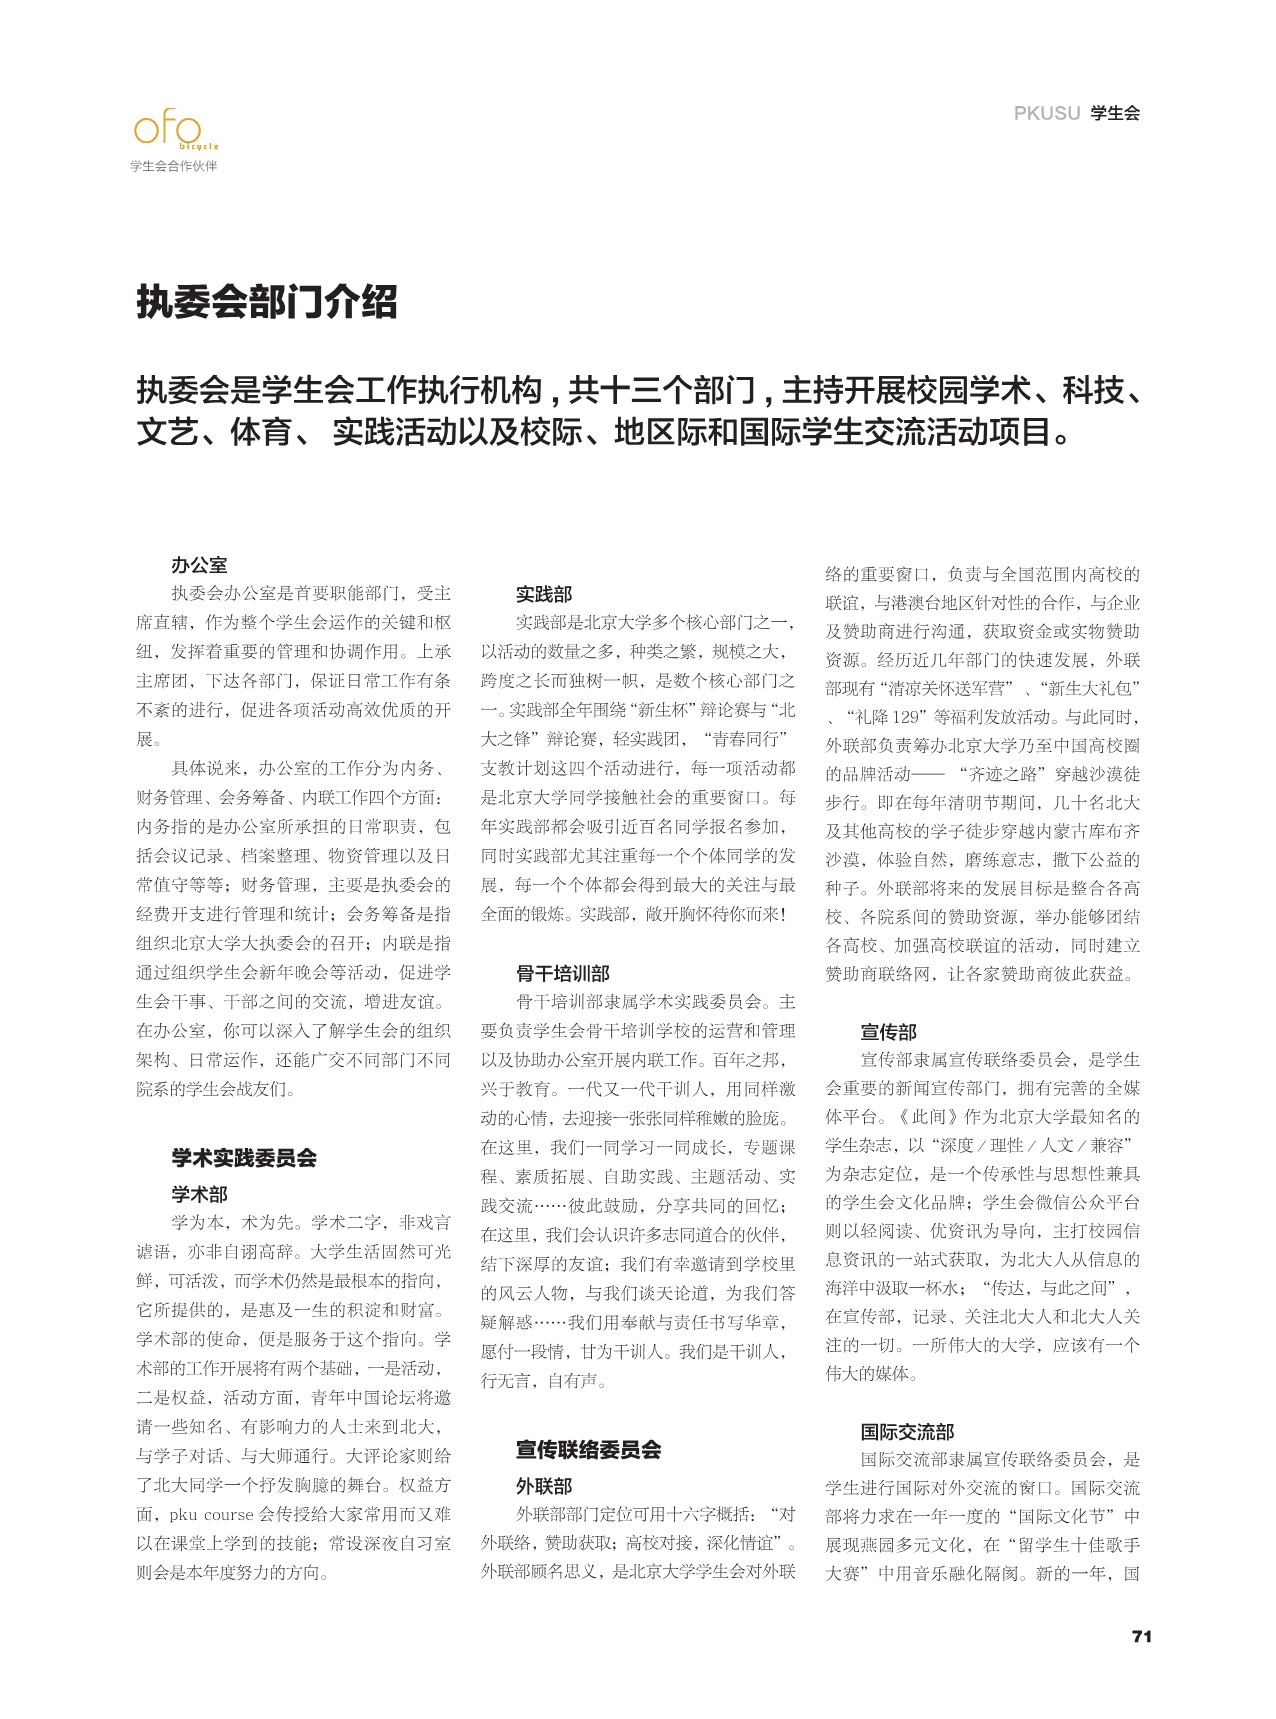 ofo
bicycle
学生会合作伙伴
PKUSU 学生会
执委会部门介绍
执委会是学生会工作执行机构，共十三个部门，主持开展校园学术、科技、
文艺、体育、 实践活动以及校际、地区际和国际学生交流活动项目。
办公室
执委会办公室是首要职能部门，受主
席直辖，作为整个学生会运作的关键和枢
纽，发挥着重要的管理和协调作用。上承
主席团，下达各部门，保证日常工作有条
不紊的进行，促进各项活动高效优质的开
展。
具体说来，办公室的工作分为内务、
财务管理、会务筹备、内联工作四个方面：
内务指的是办公室所承担的日常职责，包
括会议记录、档案整理、物资管理以及日
常值守等等；财务管理，主要是执委会的
经费开支进行管理和统计；会务筹备是指
组织北京大学大执委会的召开；内联是指
通过组织学生会新年晚会等活动，促进学
生会干事、干部之间的交流，增进友谊。
在办公室，你可以深入了解学生会的组织
架构、日常运作，还能广交不同部门不同
院系的学生会战友们。
学术实践委员会
学术部
学为本，术为先。学术二字，非戏言
谑语，亦非自诩高辞。大学生活固然可光
鲜，可活泼，而学术仍然是最根本的指向，
它所提供的，是惠及一生的积淀和财富。
学术部的使命，便是服务于这个指向。学
术部的工作开展将有两个基础，一是活动，
二是权益，活动方面，青年中国论坛将邀
请一些知名、有影响力的人士来到北大，
与学子对话、与大师通行。大评论家则给
了北大同学一个抒发胸臆的舞台。权益方
面，pku course 会传授给大家常用而又难
以在课堂上学到的技能；常设深夜自习室
则会是本年度努力的方向。
实践部
实践部是北京大学多个核心部门之一，
以活动的数量之多，种类之繁，规模之大，
跨度之长而独树一帜，是数个核心部门之
一。实践部全年围绕“新生杯”辩论赛与“北
大之锋”辩论赛，轻实践团，“青春同行”
支教计划这四个活动进行，每一项活动都
是北京大学同学接触社会的重要窗口。每
年实践部都会吸引近百名同学报名参加，
同时实践部尤其注重每一个个体同学的发
展，每一个个体都会得到最大的关注与最
全面的锻炼。实践部，敞开胸怀待你而来！
骨干培训部
骨干培训部隶属学术实践委员会。主
要负责学生会骨干培训学校的运营和管理
以及协助办公室开展内联工作。百年之邦，
兴于教育。一代又一代干训人，用同样激
动的心情，去迎接一张张同样稚嫩的脸庞。
在这里，我们一同学习一同成长，专题课
程、素质拓展、自助实践、主题活动、实
践交流……彼此鼓励，分享共同的回忆；
在这里，我们会认识许多志同道合的伙伴，
结下深厚的友谊；我们有幸邀请到学校里
的风云人物，与我们谈天论道，为我们答
疑解惑……我们用奉献与责任书写华章，
愿付一段情，甘为干训人。我们是干训人，
行无言，自有声。
宣传联络委员会
外联部
外联部部门定位可用十六字概括：“对
外联络，赞助获取；高校对接，深化情谊”。
外联部顾名思义，是北京大学学生会对外联
络的重要窗口，负责与全国范围内高校的
联谊，与港澳台地区针对性的合作，与企业
及赞助商进行沟通，获取资金或实物赞助
资源。经历近几年部门的快速发展，外联
部现有“清凉关怀送军营” 、“新生大礼包”
、“礼降 129”等福利发放活动。与此同时，
外联部负责筹办北京大学乃至中国高校圈
的品牌活动—— “齐迹之路”穿越沙漠徒
步行。即在每年清明节期间，几十名北大
及其他高校的学子徒步穿越内蒙古库布齐
沙漠，体验自然，磨练意志，撒下公益的
种子。外联部将来的发展目标是整合各高
校、各院系间的赞助资源，举办能够团结
各高校、加强高校联谊的活动，同时建立
赞助商联络网，让各家赞助商彼此获益。
宣传部
宣传部隶属宣传联络委员会，是学生
会重要的新闻宣传部门，拥有完善的全媒
体平台。《此间》作为北京大学最知名的
学生杂志，以“深度 / 理性 / 人文 / 兼容”
为杂志定位，是一个传承性与思想性兼具
的学生会文化品牌；学生会微信公众平台
则以轻阅读、优资讯为导向，主打校园信
息资讯的一站式获取，为北大人从信息的
海洋中汲取一杯水；“传达，与此之间”，
在宣传部，记录、关注北大人和北大人关
注的一切。一所伟大的大学，应该有一个
伟大的媒体。
国际交流部
国际交流部隶属宣传联络委员会，是
学生进行国际对外交流的窗口。国际交流
部将力求在一年一度的“国际文化节”中
展现燕园多元文化，在“留学生十佳歌手
大赛”中用音乐融化隔阂。新的一年，国
71